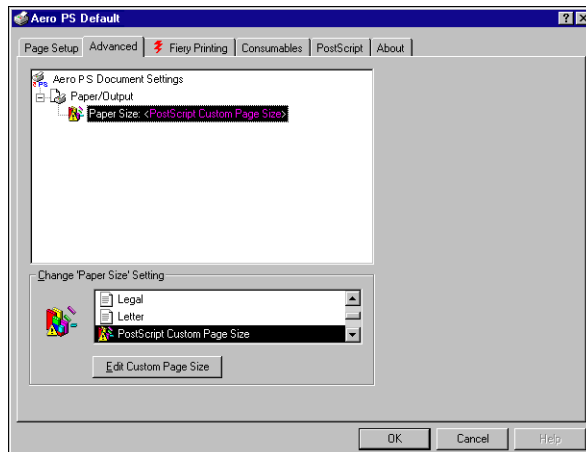 Aero PS Default
Page Setup Advanced Fiery Printing Consumables PostScript About
Aero PS Document Settings
Paper/Output
Paper Size: <PostScript Custom Page Size>
Change 'Paper Size' Setting
Legal
Letter
PostScript Custom Page Size
Edit Custom Page Size
OK Cancel Help